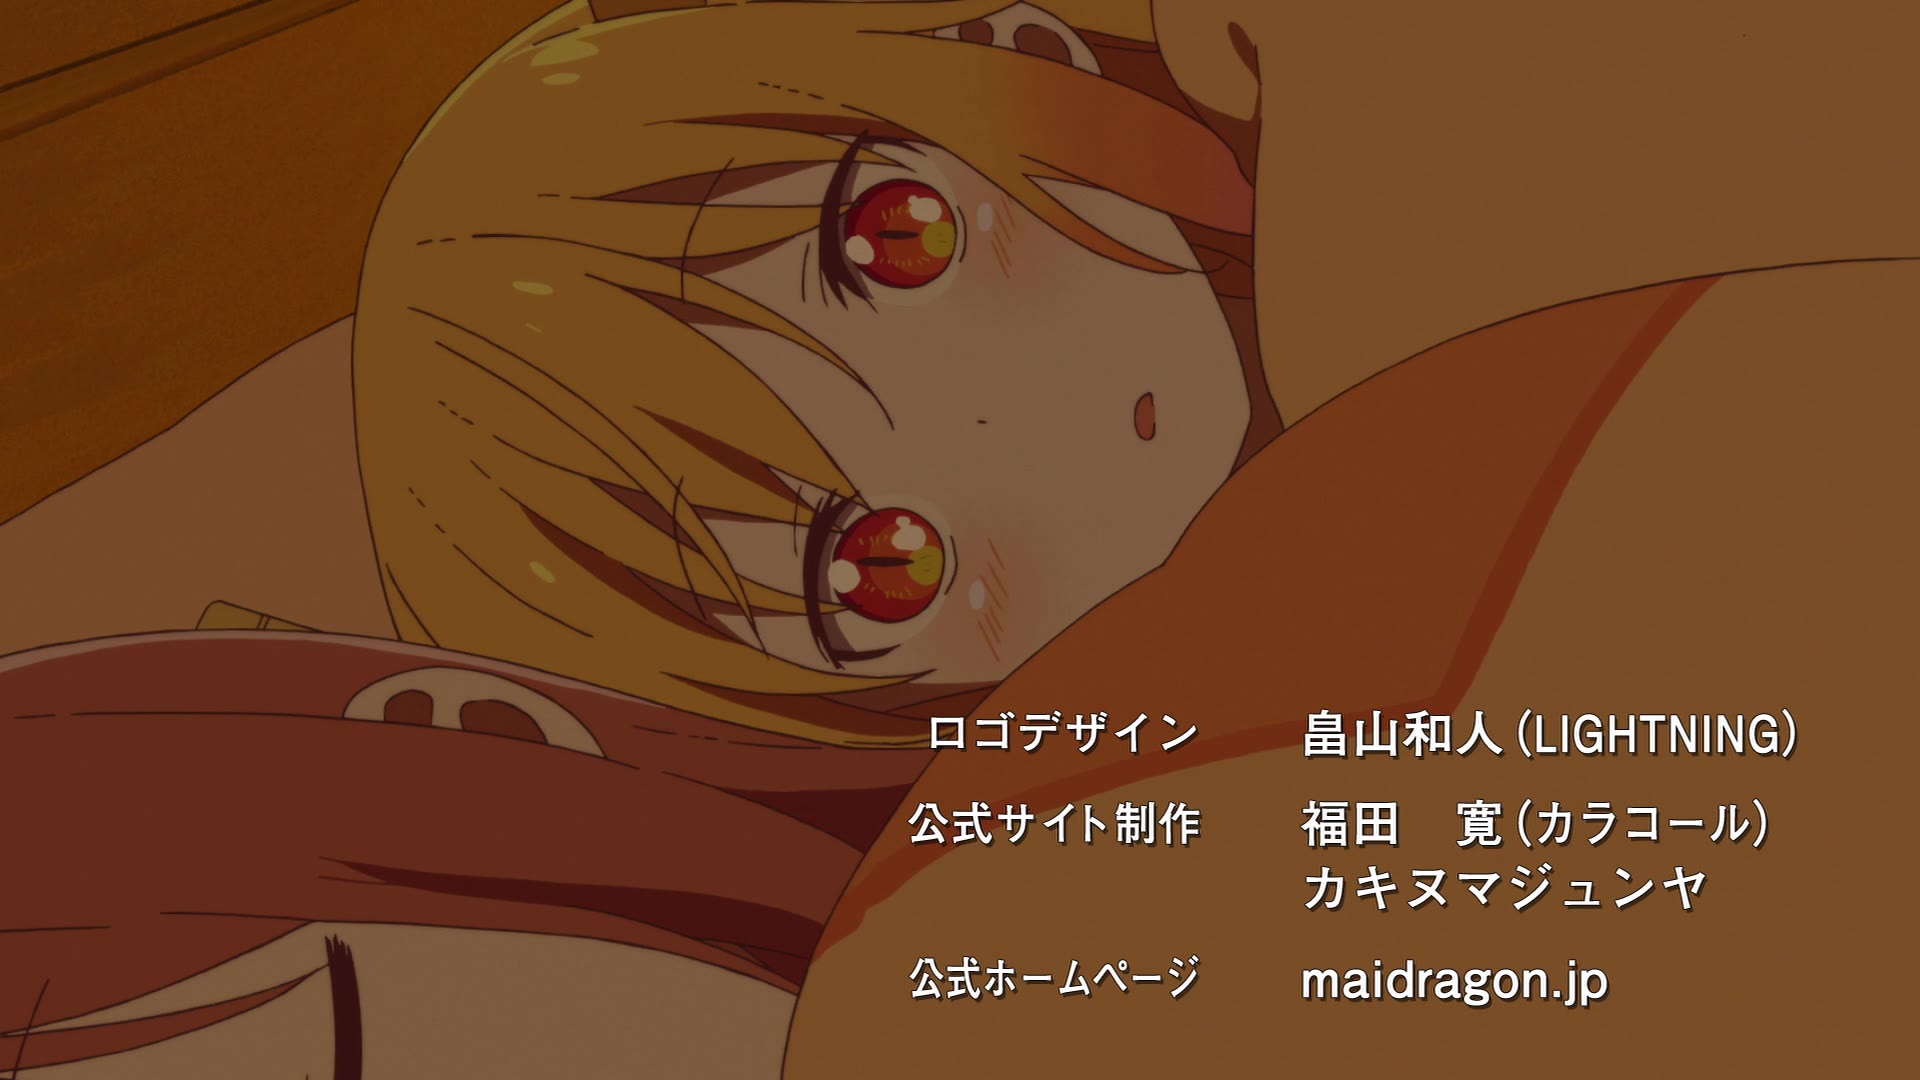 ロゴデザイン　畠山和人(LIGHTNING)
公式サイト制作　福田　寛(カラコール)
カキヌマジュンヤ
公式ホームページ　maidragon.jp